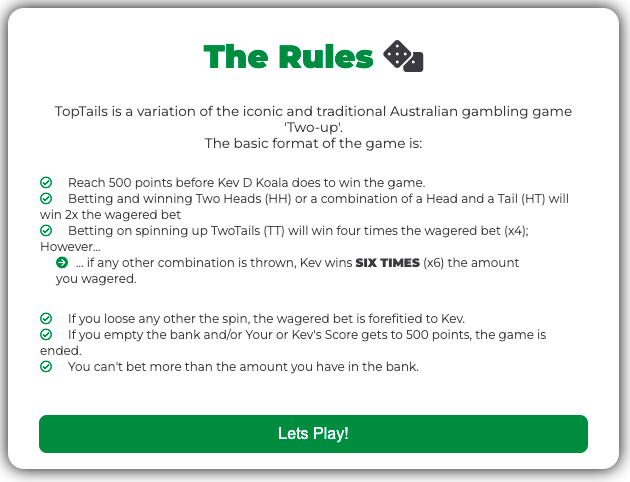 The Rules
TopTails is a variation of the iconic and traditional Australian gambling game
'Two-up'.
The basic format of the game is:
Reach 500 points before Kev D Koala does to win the game.
Betting and winning Two Heads (HH) or a combination of a Head and a Tail (HT) will
win 2x the wagered bet
Betting on spinning up TwoTails (TT) will win four times the wagered bet (x4);
However...
... if any other combination is thrown, Kev wins SIX TIMES (x6) the amount
you wagered.
If you loose any other the spin, the wagered bet is forefitied to Kev.
If you empty the bank and/or Your or Kev's Score gets to 500 points, the game is
ended.
You can't bet more than the amount you have in the bank.
Lets Play!